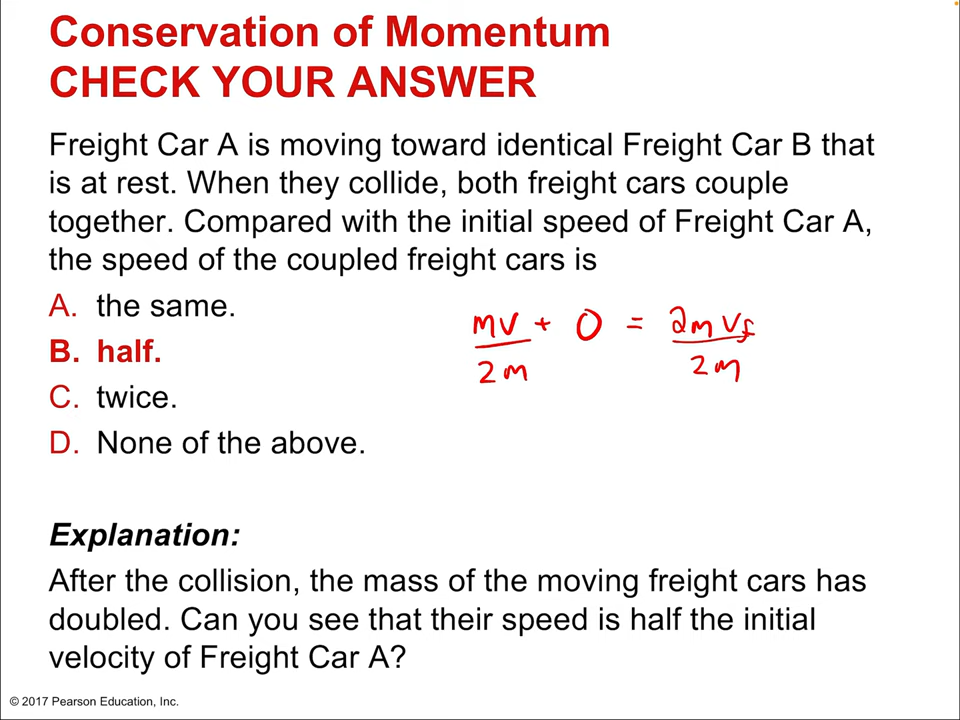 Conservation of Momentum
CHECK YOUR ANSWER
Freight Car A is moving toward identical Freight Car B that
is at rest. When they collide, both freight cars couple
together. Compared with the initial speed of Freight Car A,
the speed of the coupled freight cars is
A. the same.
mv + 0 = 2m vf
B. half.
2m 2m
C. twice.
D. None of the above.
Explanation:
After the collision, the mass of the moving freight cars has
doubled. Can you see that their speed is half the initial
velocity of Freight Car A?
© 2017 Pearson Education, Inc.